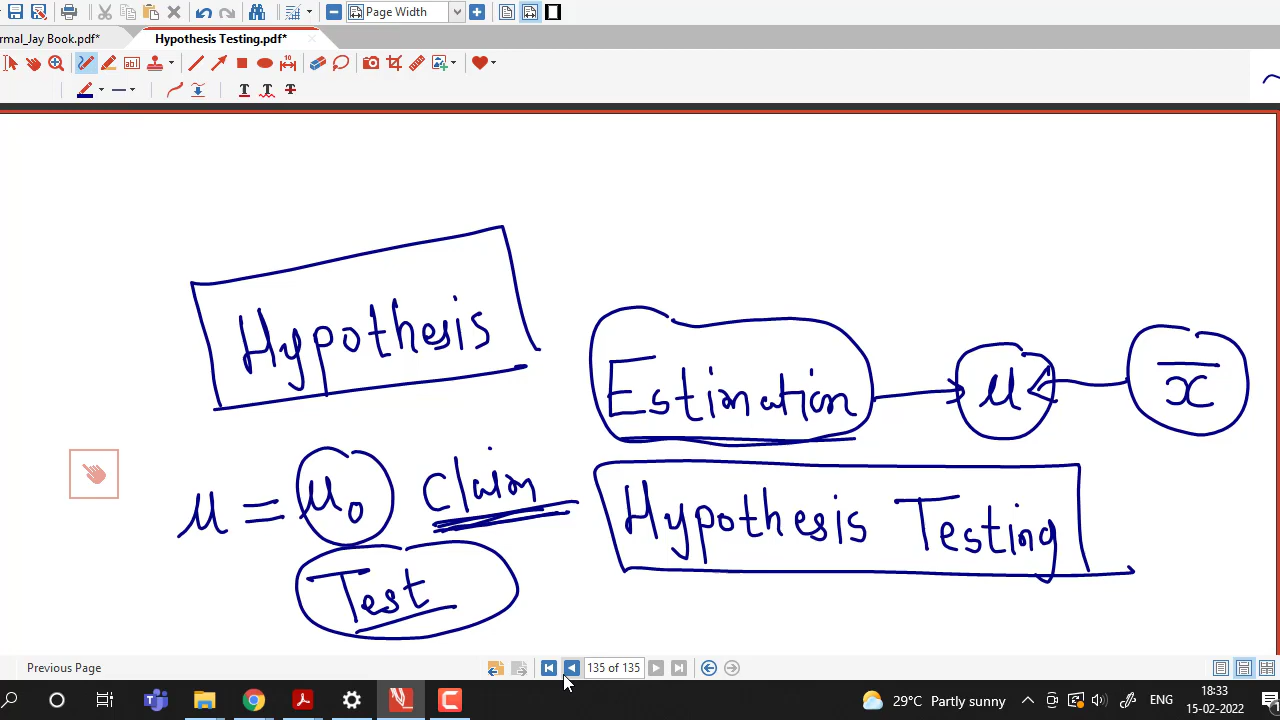 Page Width
rmal_Jay Book.pdf*
Hypothesis Testing.pdf*
Hypothesis
Estimation
μ
x̄
μ = μ₀
Claim
Hypothesis Testing
Test
Previous Page
135 of 135
29°C Partly sunny
ENG
18:33
15-02-2022